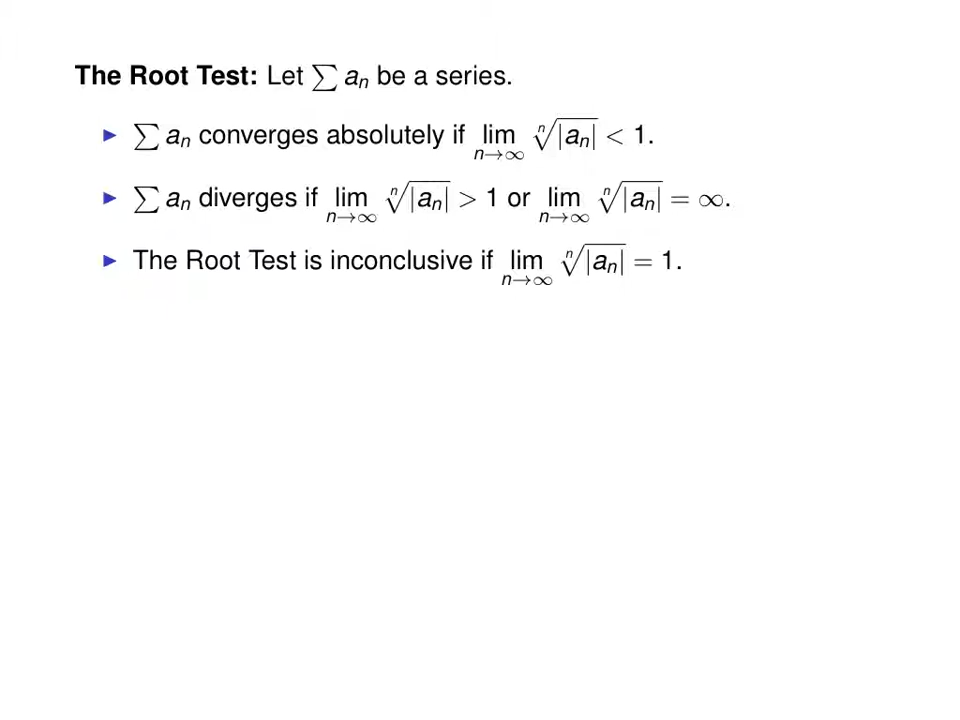 The Root Test: Let ∑ aₙ be a series.
▶ ∑ aₙ converges absolutely if lim_{n→∞} ⁿ√|aₙ| < 1.
▶ ∑ aₙ diverges if lim_{n→∞} ⁿ√|aₙ| > 1 or lim_{n→∞} ⁿ√|aₙ| = ∞.
▶ The Root Test is inconclusive if lim_{n→∞} ⁿ√|aₙ| = 1.